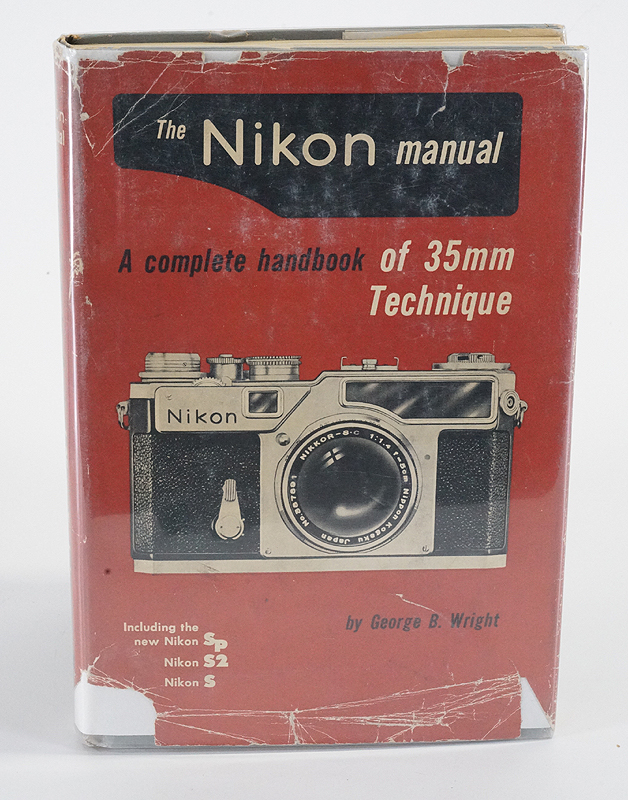 The Nikon manual
A complete handbook of 35mm
Technique
Nikon
NIKKOR-S·C 1:1.4 f=5cm Nippon Kogaku Japan
by George B. Wright
Including the
new Nikon SP
Nikon S2
Nikon S